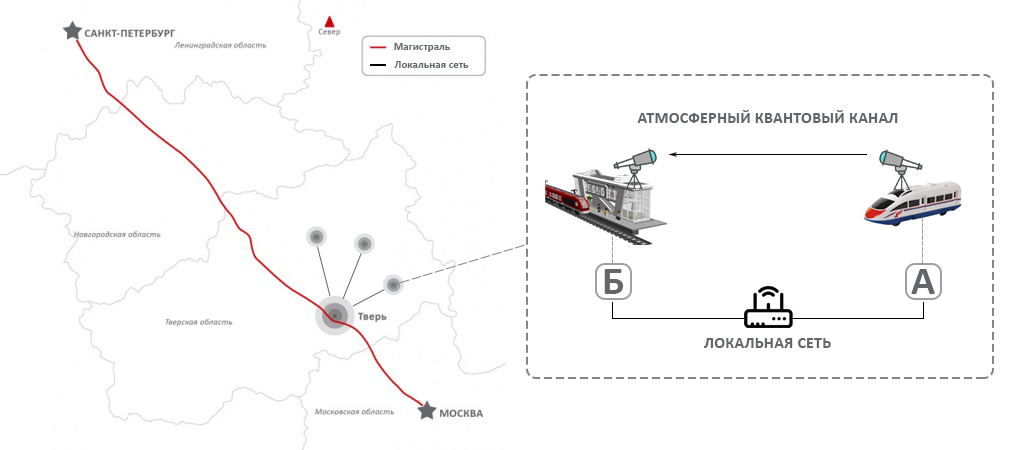 САНКТ-ПЕТЕРБУРГ
Ленинградская область
Север
Магистраль
Локальная сеть
Новгородская область
Тверская область
Тверь
Московская область
МОСКВА
АТМОСФЕРНЫЙ КВАНТОВЫЙ КАНАЛ
Б
А
ЛОКАЛЬНАЯ СЕТЬ